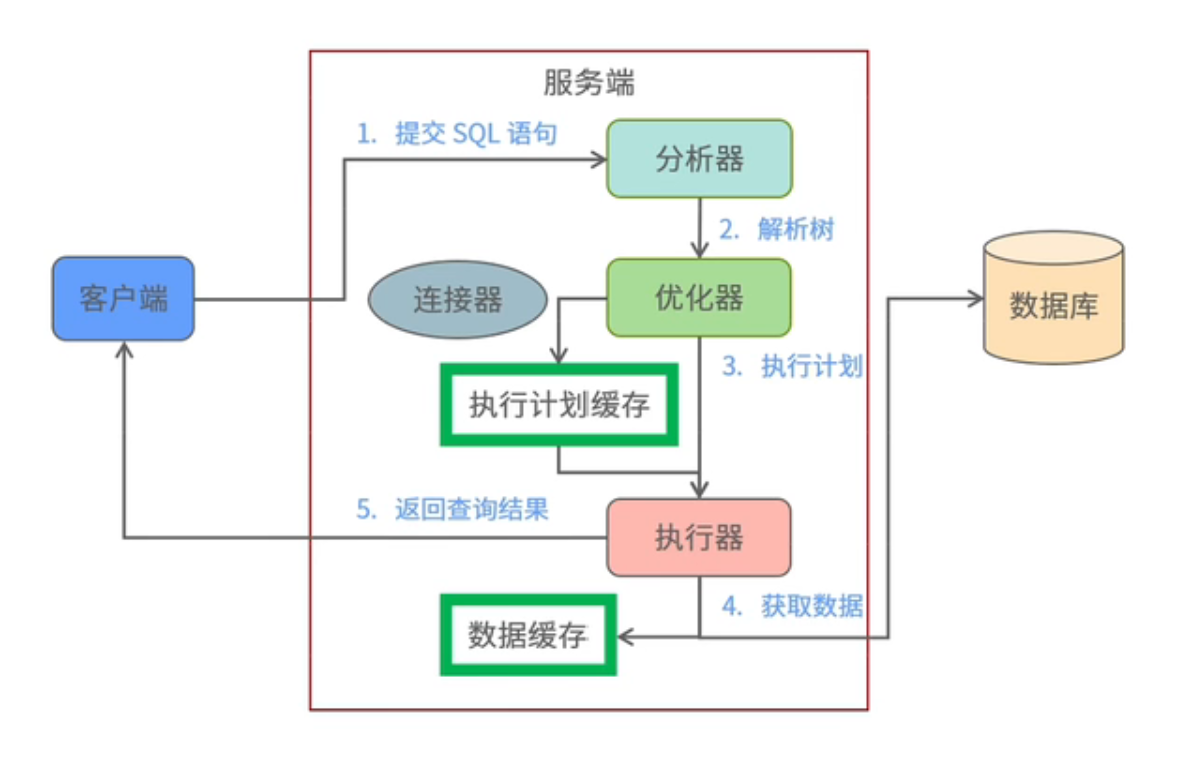 服务端
1. 提交 SQL 语句
分析器
2. 解析树
客户端
连接器
优化器
数据库
3. 执行计划
执行计划缓存
5. 返回查询结果
执行器
4. 获取数据
数据缓存